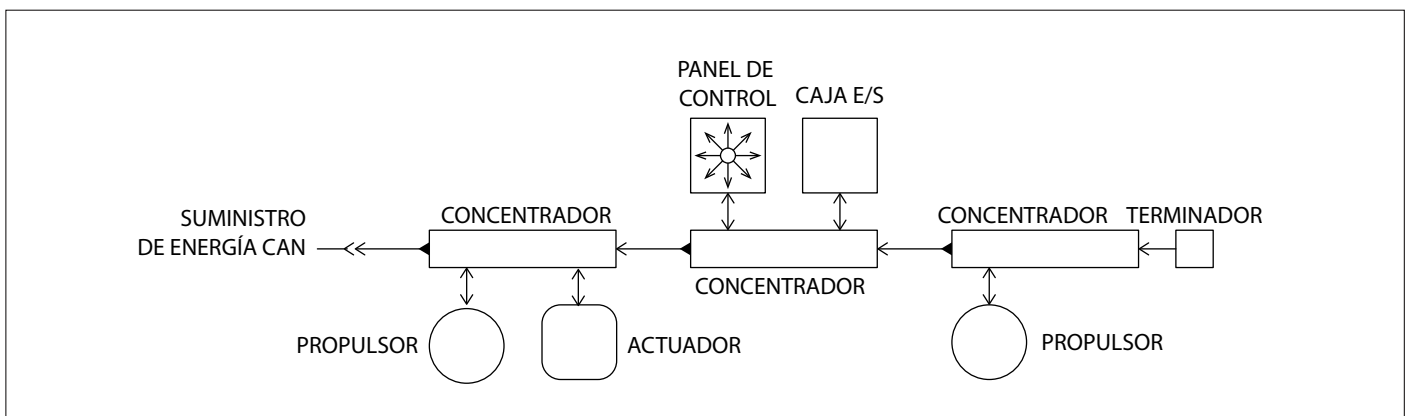 PANEL DE
CONTROL
CAJA E/S
SUMINISTRO
DE ENERGÍA CAN
CONCENTRADOR
CONCENTRADOR
CONCENTRADOR
TERMINADOR
PROPULSOR
ACTUADOR
PROPULSOR